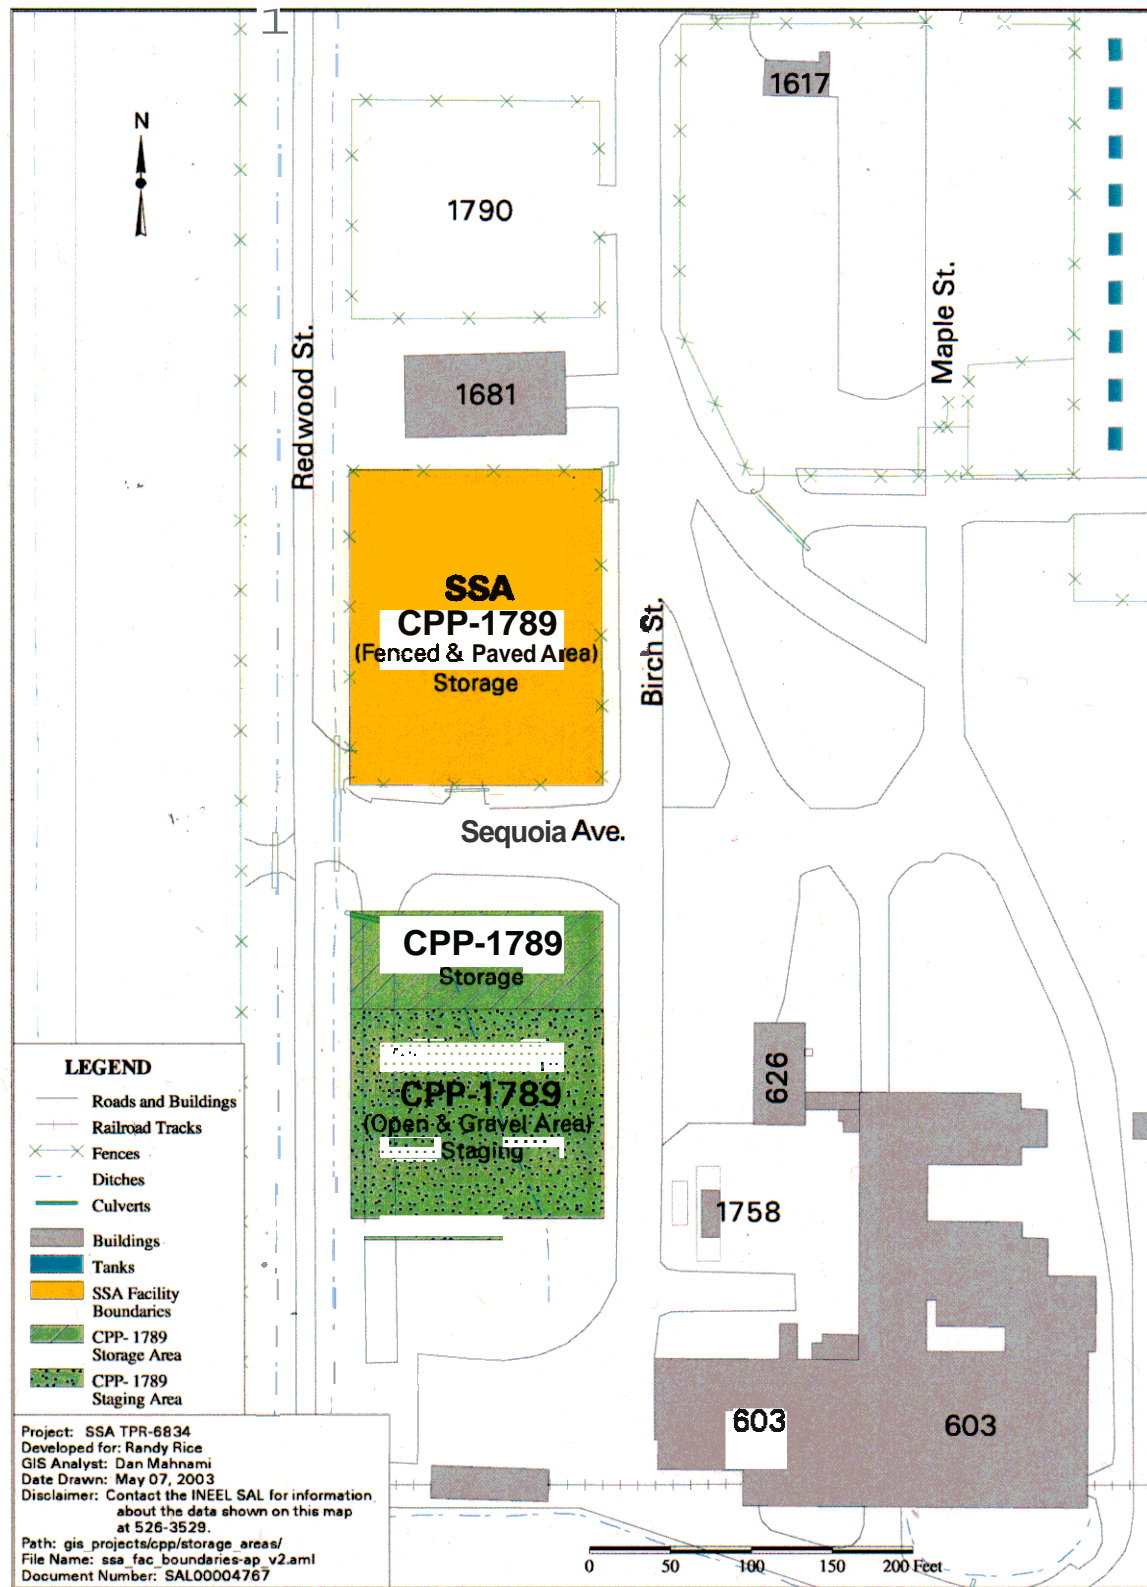 1
N
1617
1790
Redwood St.
Maple St.
1681
SSA
CPP-1789
(Fenced & Paved Area)
Storage
Birch St.
Sequoia Ave.
CPP-1789
Storage
CPP-1789
(Open & Gravel Area)
Staging
626
1758
603
603
LEGEND
Roads and Buildings
Railroad Tracks
Fences
Ditches
Culverts
Buildings
Tanks
SSA Facility
Boundaries
CPP- 1789
Storage Area
CPP- 1789
Staging Area
Project: SSA TPR-6834
Developed for: Randy Rice
GIS Analyst: Dan Mahnami
Date Drawn: May 07, 2003
Disclaimer: Contact the INEEL SAL for information
about the data shown on this map
at 526-3529.
Path: gis_projects/cpp/storage_areas/
File Name: ssa_fac_boundaries-ap_v2.aml
Document Number: SAL00004767
0 50 100 150 200 Feet